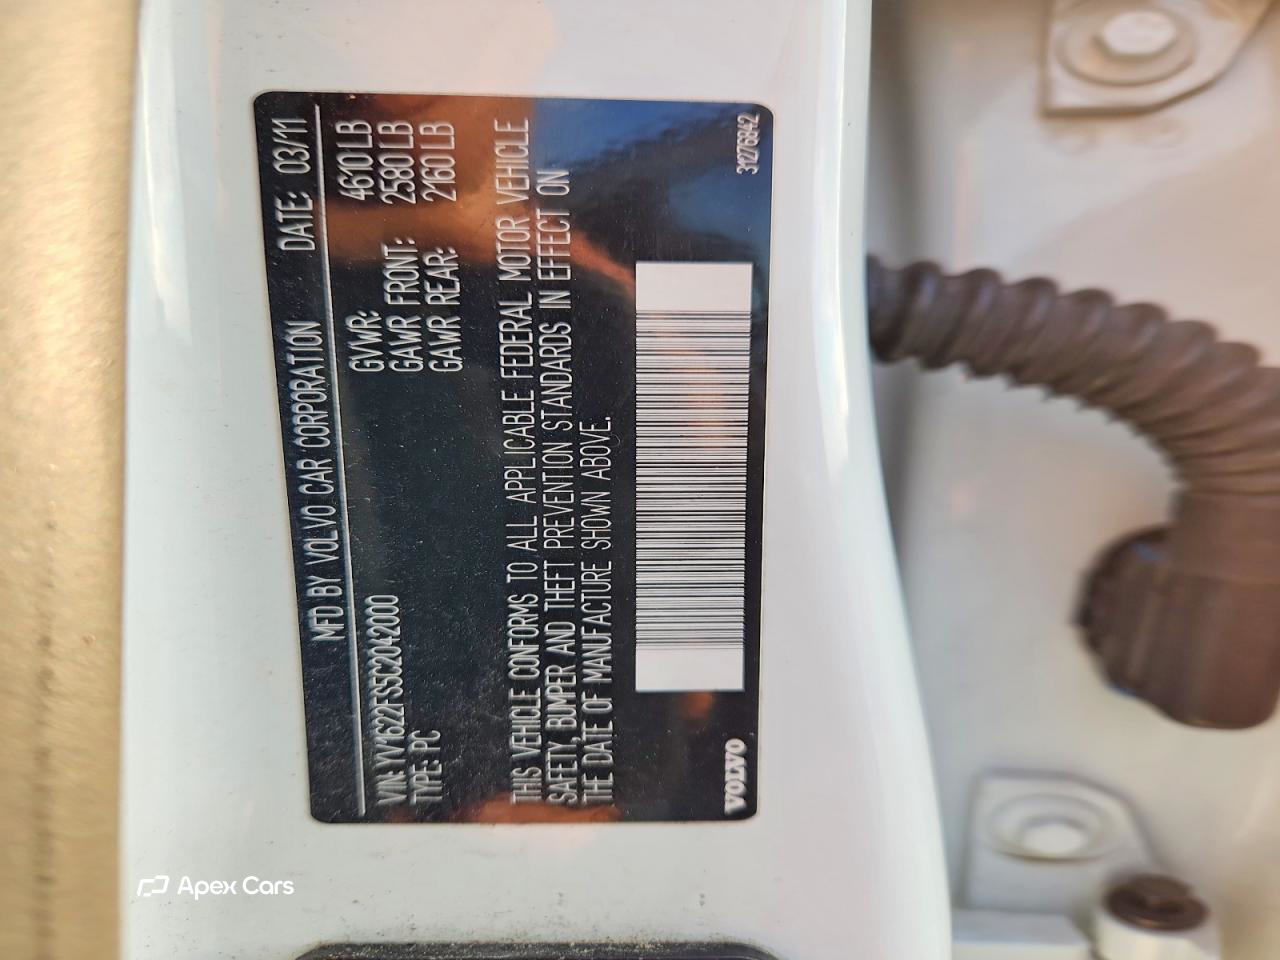 MFD BY VOLVO CAR CORPORATION DATE: 03/11
VIN: YV1622FS5C2042000
TYPE: PC
GVWR: 4610 LB
GAWR FRONT: 2580 LB
GAWR REAR: 2160 LB
THIS VEHICLE CONFORMS TO ALL APPLICABLE FEDERAL MOTOR VEHICLE
SAFETY, BUMPER AND THEFT PREVENTION STANDARDS IN EFFECT ON
THE DATE OF MANUFACTURE SHOWN ABOVE.
VOLVO
31276842
Apex Cars